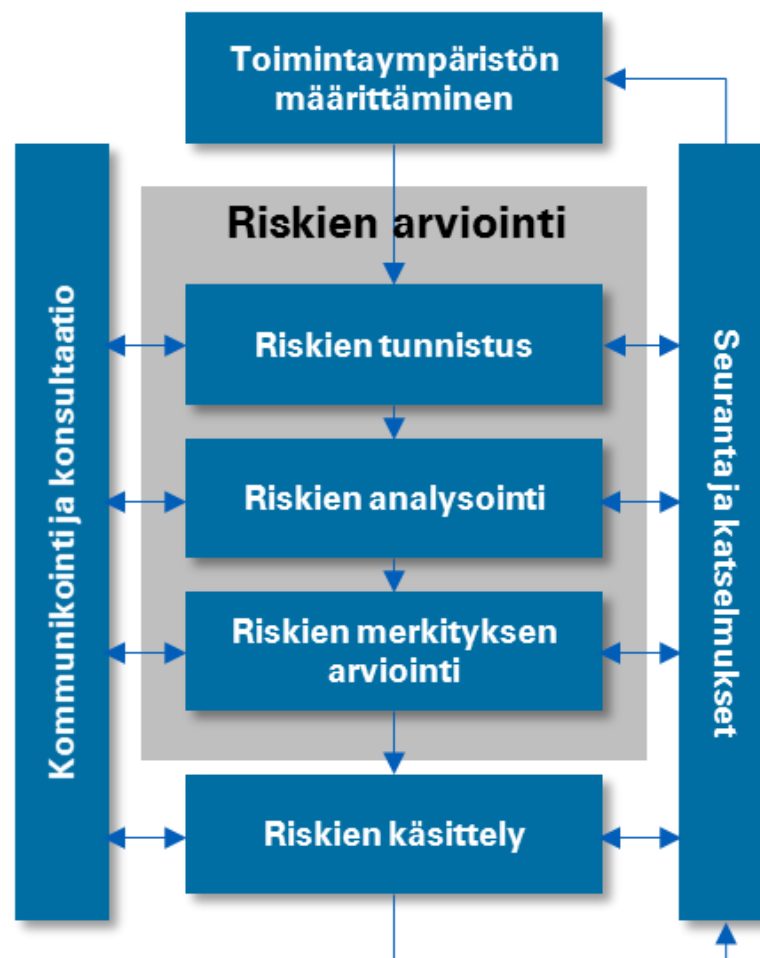 Toimintaympäristön
määrittäminen
Riskien arviointi
Kommunikointi ja konsultaatio
Riskien tunnistus
Riskien analysointi
Riskien merkityksen
arviointi
Riskien käsittely
Seuranta ja katselmukset